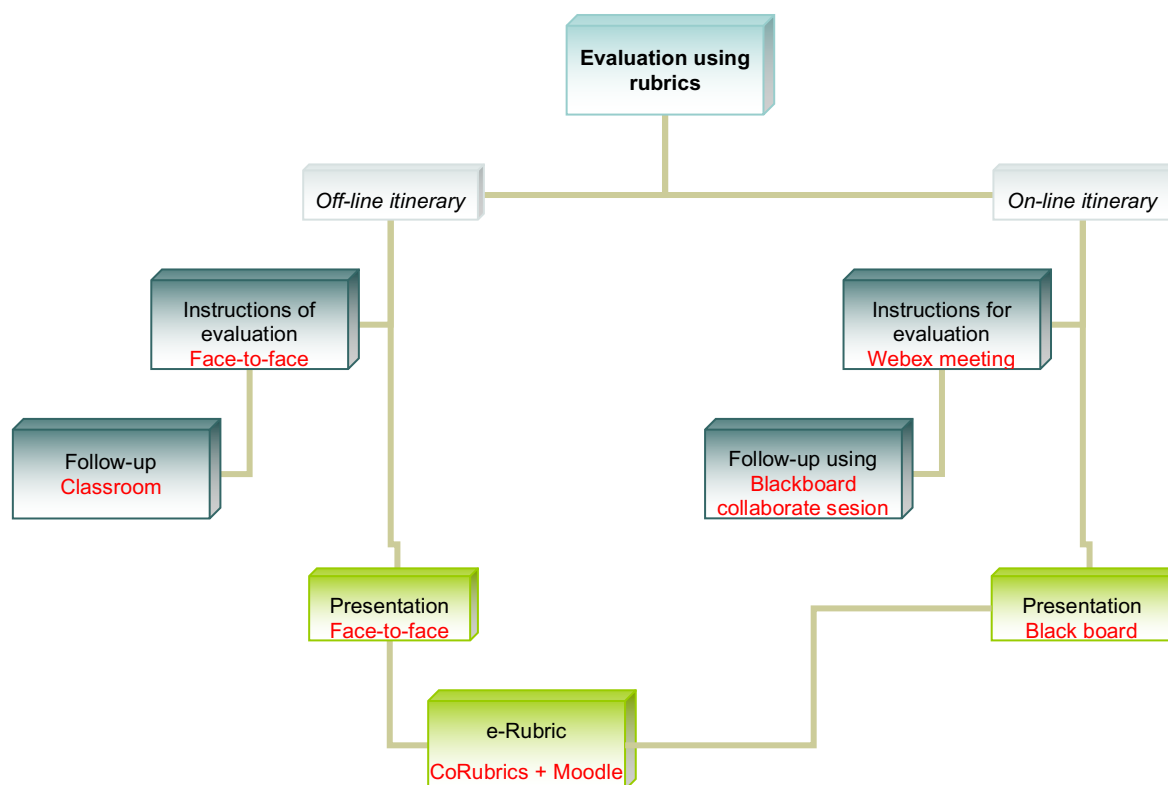 Evaluation using
rubrics
Off-line itinerary
On-line itinerary
Instructions of
evaluation
Face-to-face
Instructions for
evaluation
Webex meeting
Follow-up
Classroom
Follow-up using
Blackboard
collaborate sesion
Presentation
Face-to-face
Presentation
Black board
e-Rubric
CoRubrics + Moodle